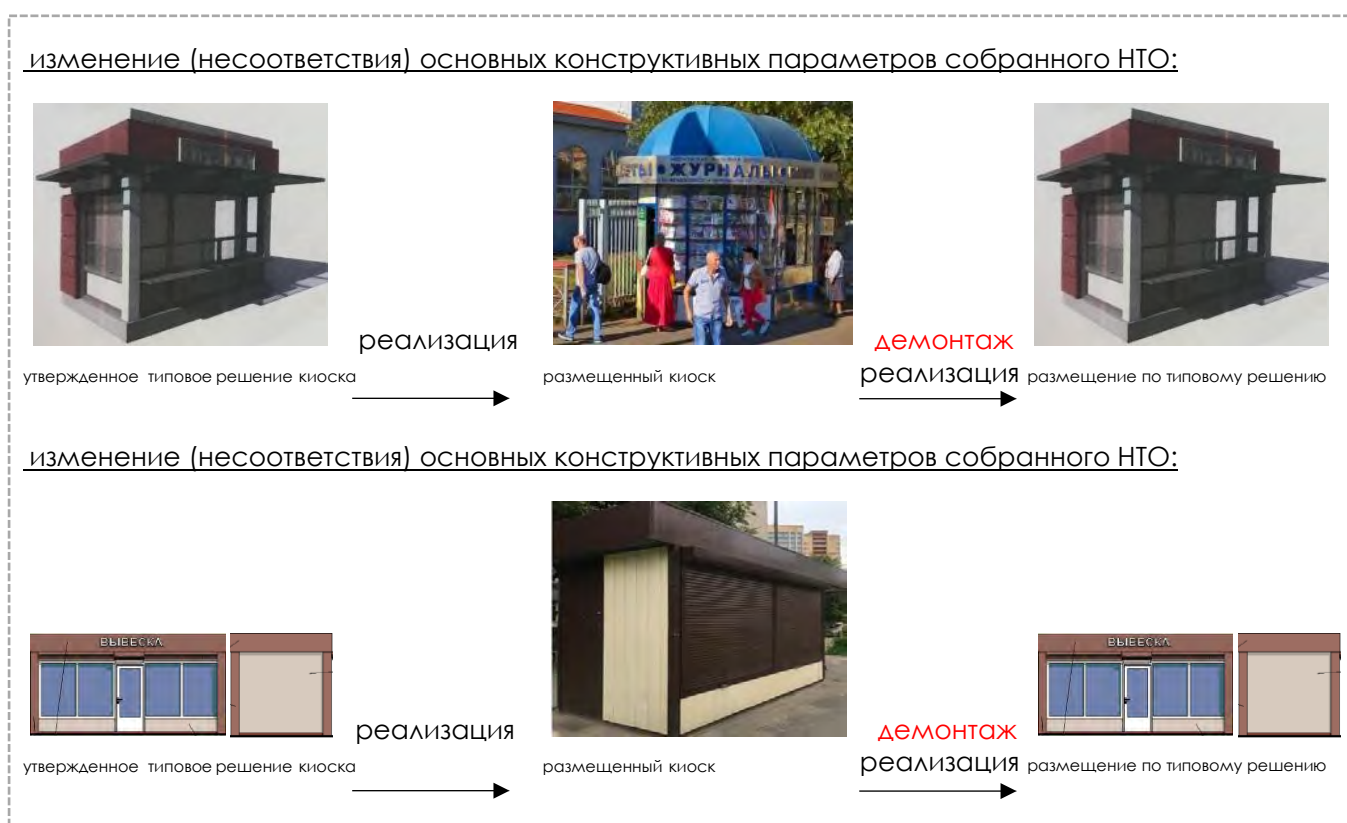 изменение (несоответствия) основных конструктивных параметров собранного НТО:
ЖУРНАЛЫ
реализация
демонтаж
реализация
утвержденное типовое решение киоска
размещенный киоск
размещение по типовому решению
изменение (несоответствия) основных конструктивных параметров собранного НТО:
ВЫВЕСКА
ВЫВЕСКА
реализация
демонтаж
реализация
утвержденное типовое решение киоска
размещенный киоск
размещение по типовому решению